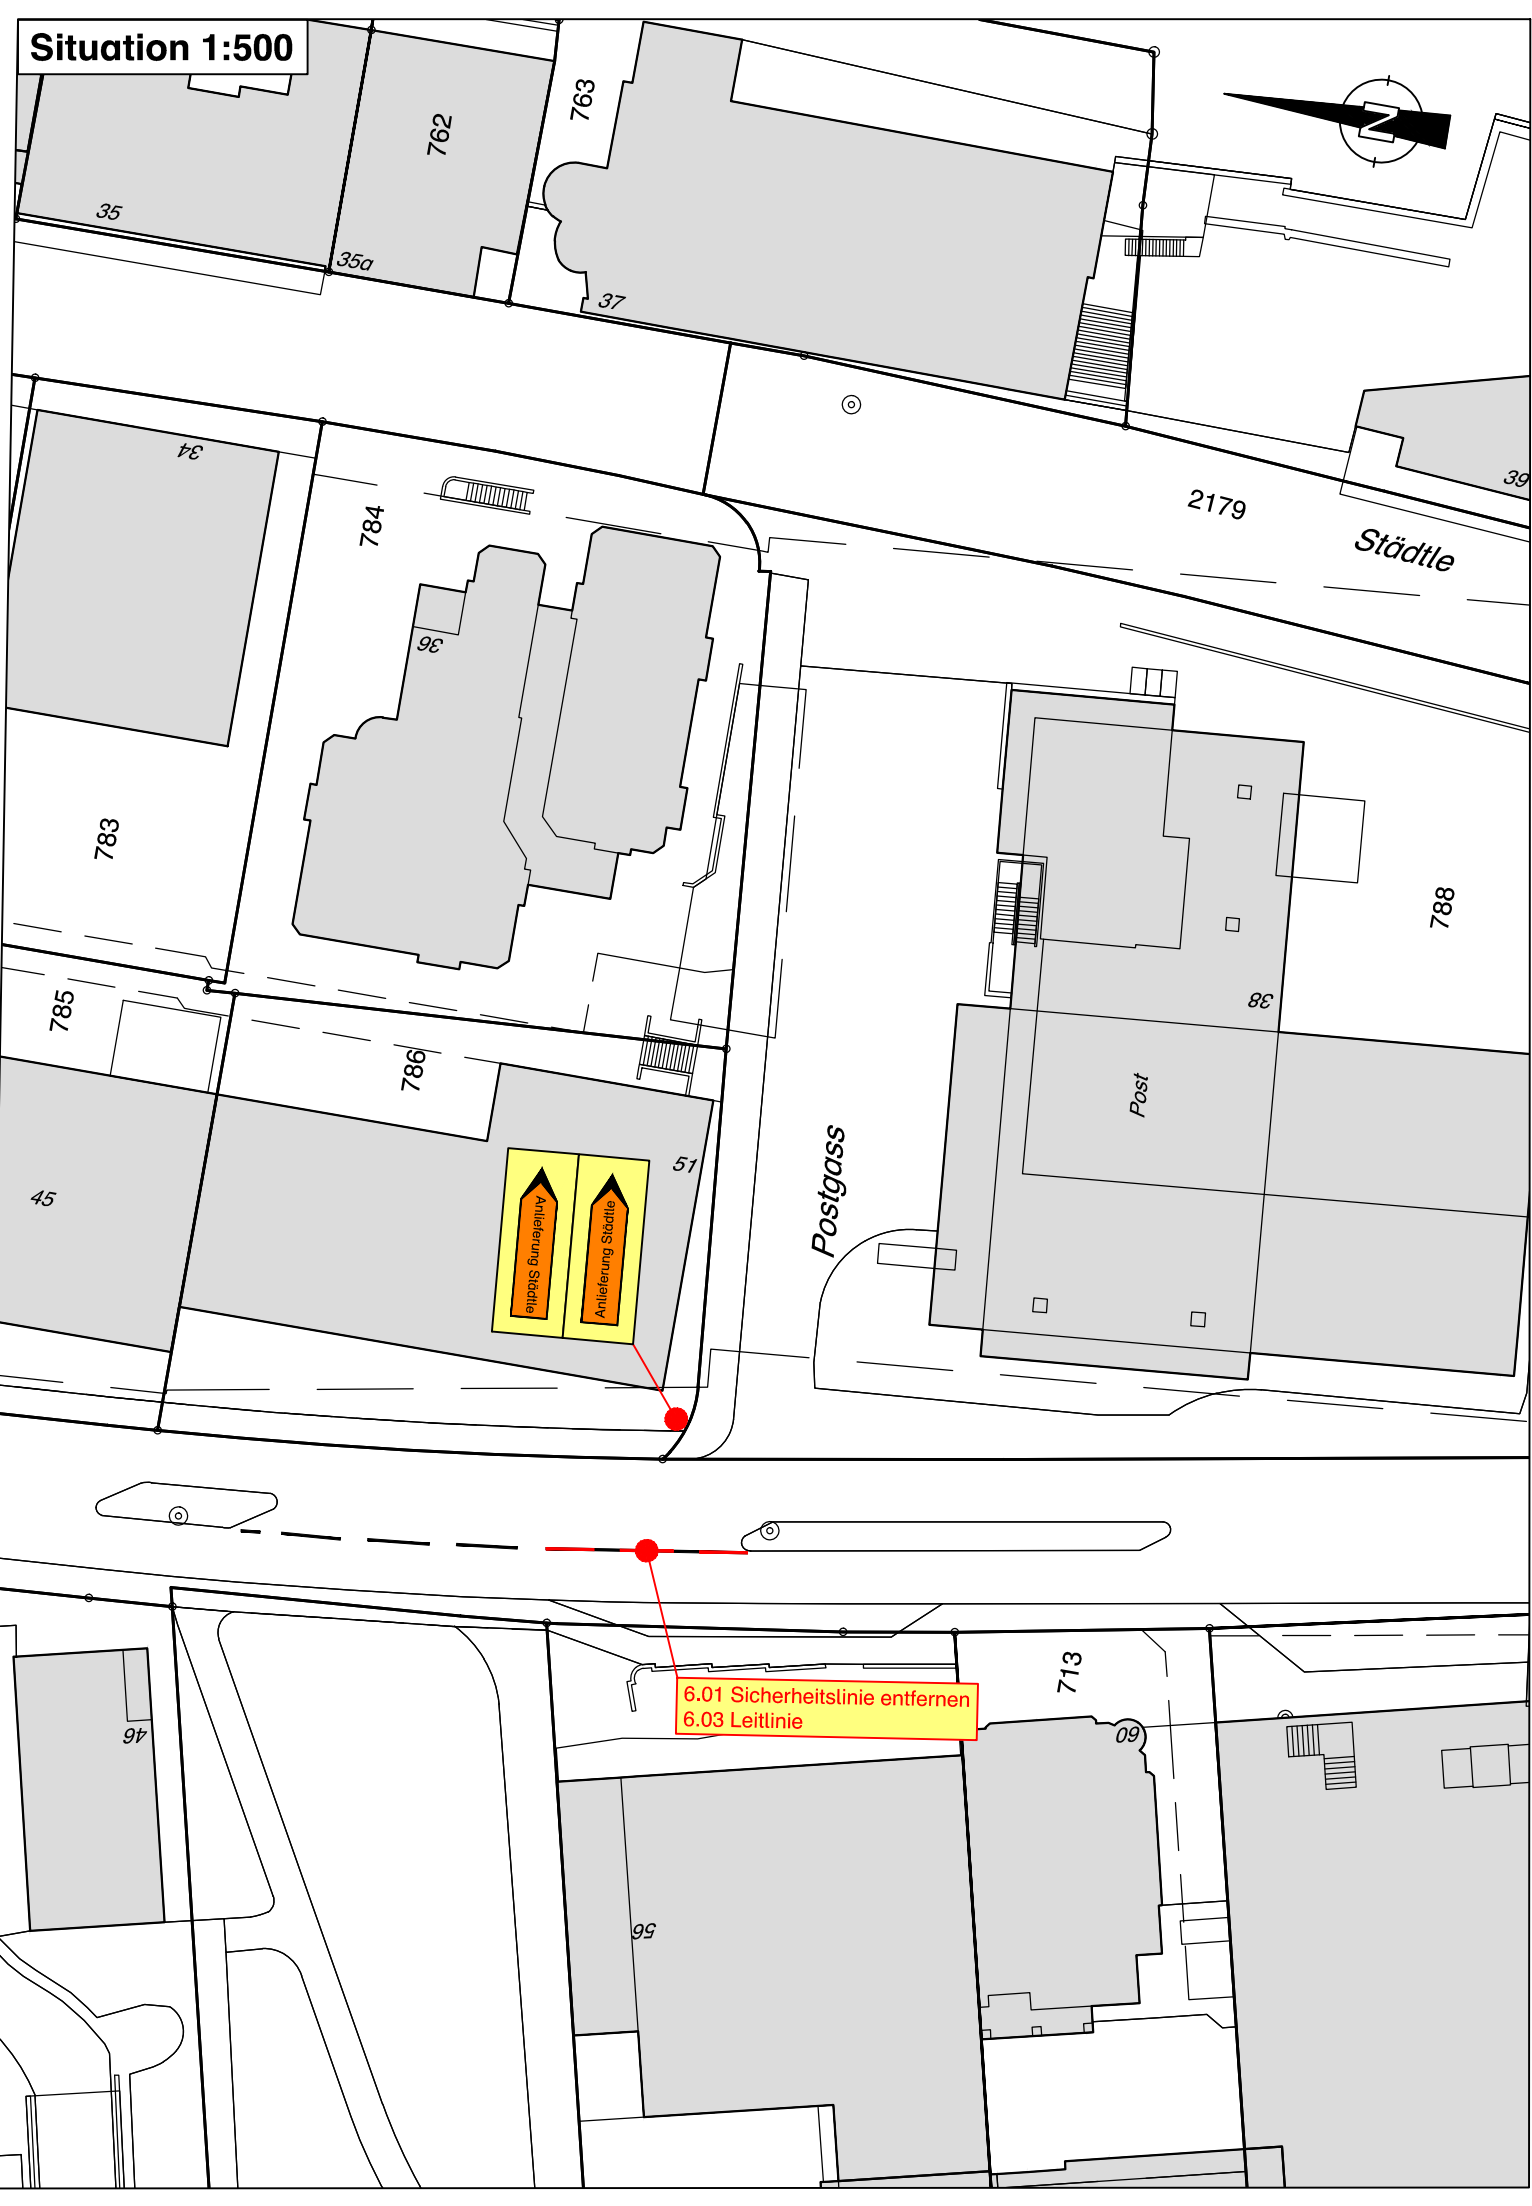 Situation 1:500
762
763
N
35
35a
37
34
784
2179
Städtle
39
36
783
788
785
786
38
Post
Postgass
45
51
Anlieferung Städtle
Anlieferung Städtle
713
6.01 Sicherheitslinie entfernen
6.03 Leitlinie
46
60
56